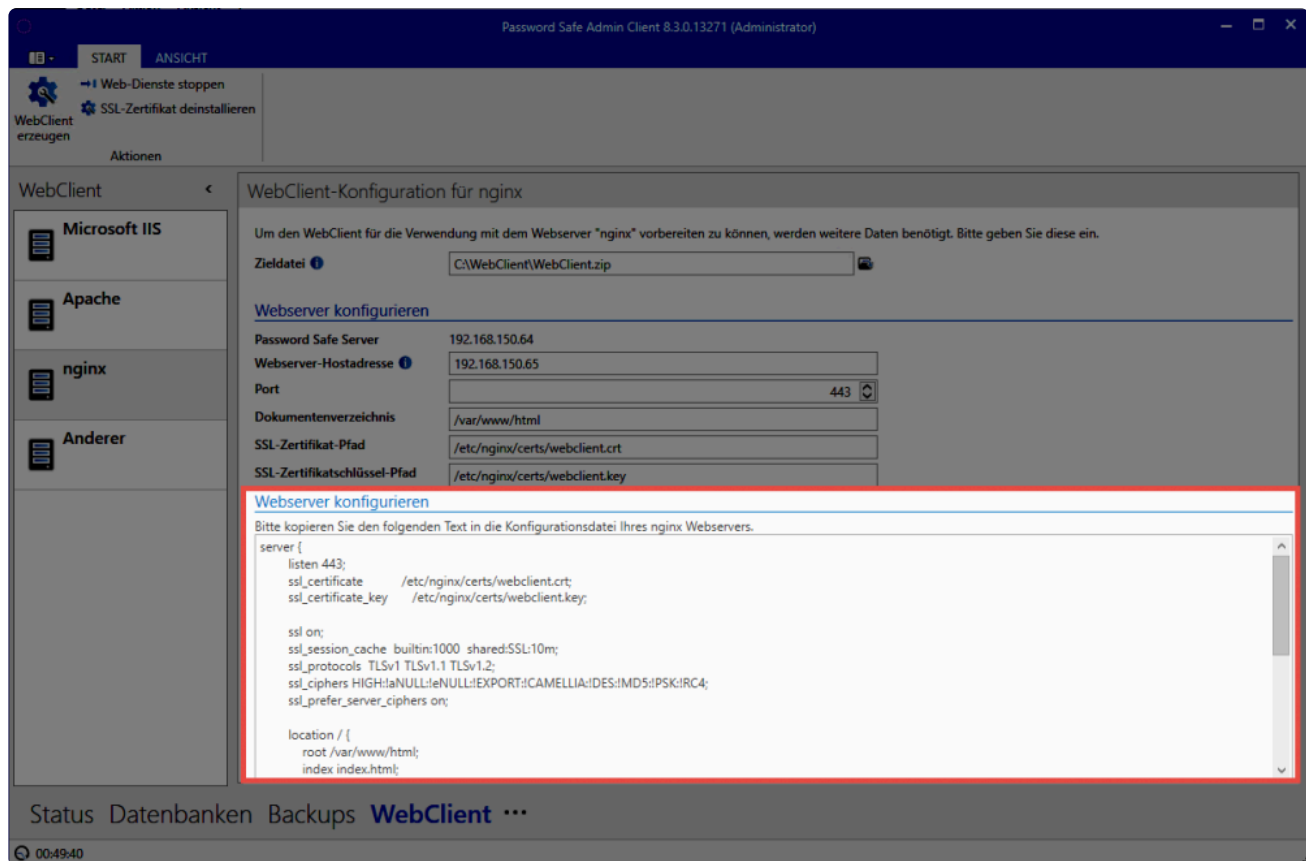 Password Safe Admin Client 8.3.0.13271 (Administrator)
START ANSICHT
WebClient erzeugen
Web-Dienste stoppen
SSL-Zertifikat deinstallieren
Aktionen
WebClient
Microsoft IIS
Apache
nginx
Anderer
WebClient-Konfiguration für nginx
Um den WebClient für die Verwendung mit dem Webserver "nginx" vorbereiten zu können, werden weitere Daten benötigt. Bitte geben Sie diese ein.
Zieldatei C:\WebClient\WebClient.zip
Webserver konfigurieren
Password Safe Server 192.168.150.64
Webserver-Hostadresse 192.168.150.65
Port 443
Dokumentenverzeichnis /var/www/html
SSL-Zertifikat-Pfad /etc/nginx/certs/webclient.crt
SSL-Zertifikatschlüssel-Pfad /etc/nginx/certs/webclient.key
Webserver konfigurieren
Bitte kopieren Sie den folgenden Text in die Konfigurationsdatei Ihres nginx Webservers.
server {
listen 443;
ssl_certificate /etc/nginx/certs/webclient.crt;
ssl_certificate_key /etc/nginx/certs/webclient.key;
ssl on;
ssl_session_cache builtin:1000 shared:SSL:10m;
ssl_protocols TLSv1 TLSv1.1 TLSv1.2;
ssl_ciphers HIGH:!aNULL:!eNULL:!EXPORT:!CAMELLIA:!DES:!MD5:!PSK:!RC4;
ssl_prefer_server_ciphers on;
location / {
root /var/www/html;
index index.html;
Status Datenbanken Backups WebClient ···
00:49:40